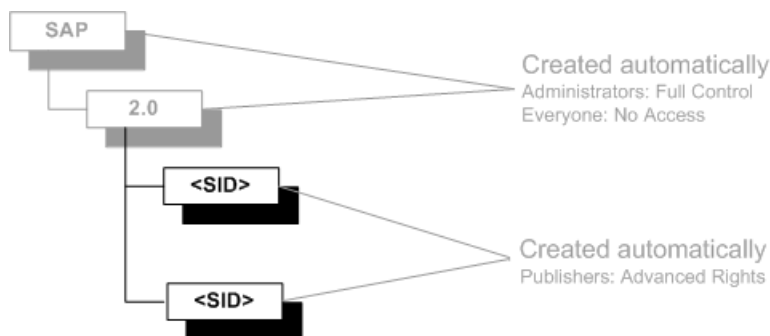 SAP
Created automatically
Administrators: Full Control
Everyone: No Access
2.0
<SID>
Created automatically
Publishers: Advanced Rights
<SID>